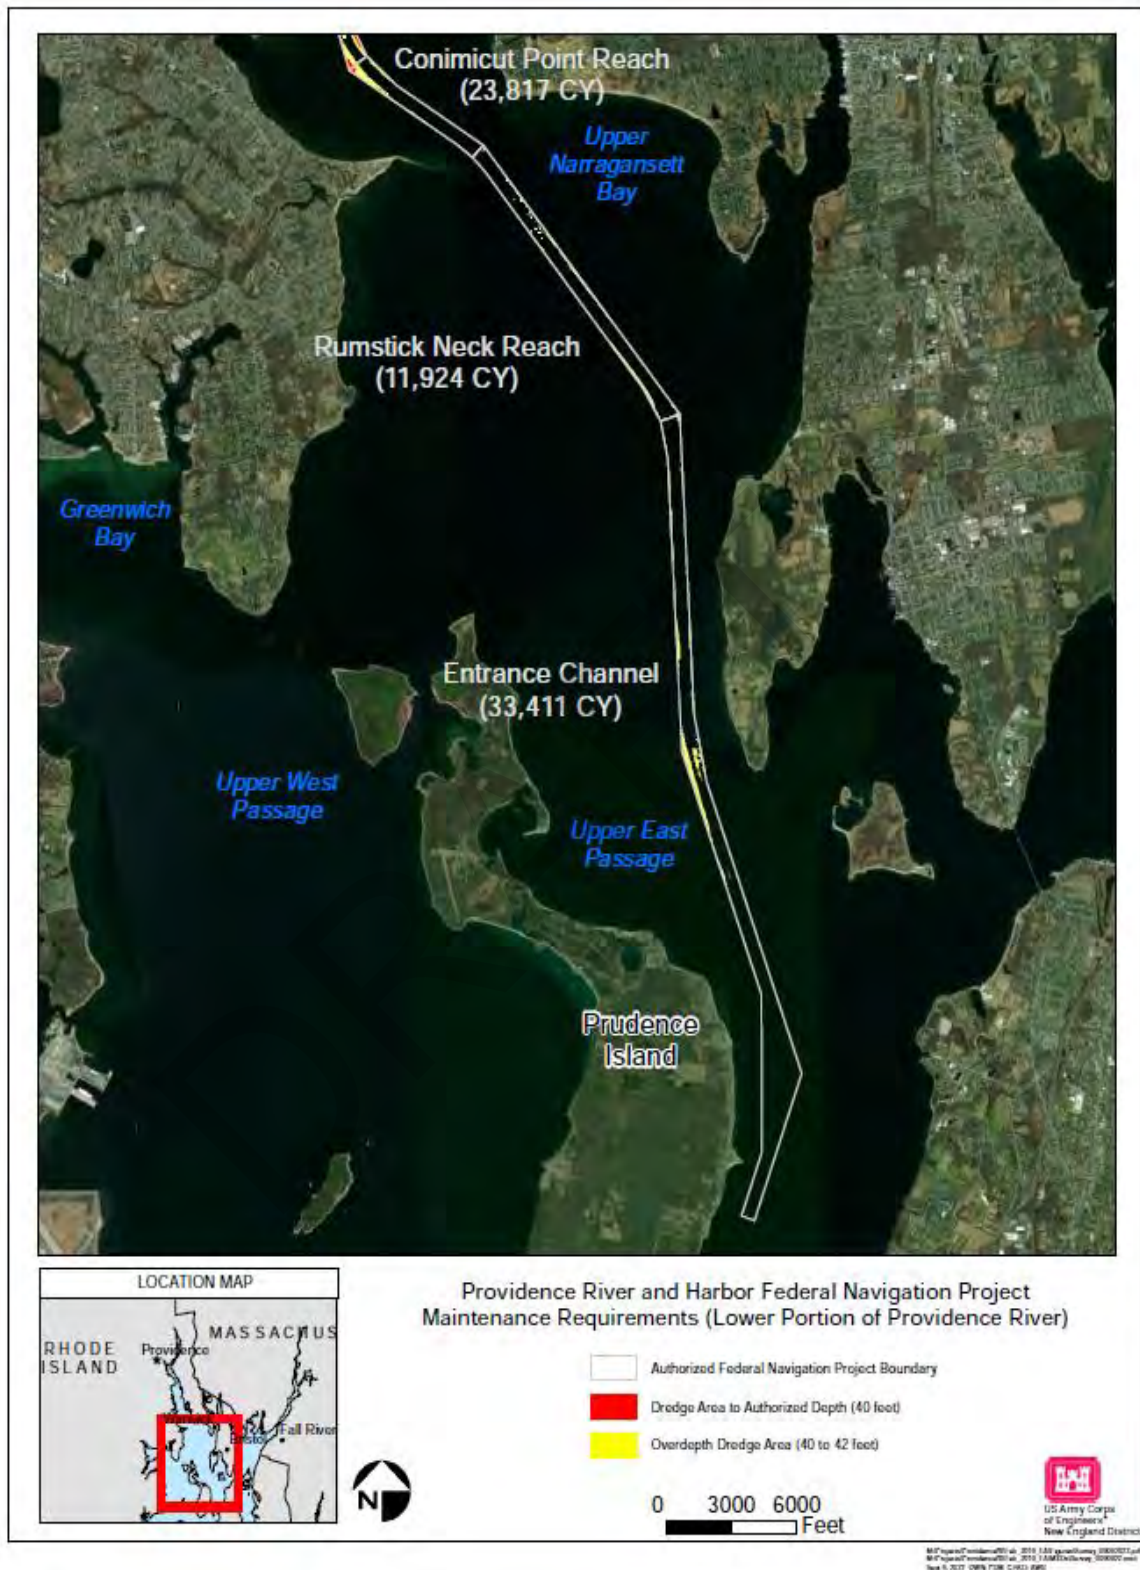 Conimicut Point Reach
(23,817 CY)
Upper
Narragansett
Bay
Rumstick Neck Reach
(11,924 CY)
Greenwich
Bay
Entrance Channel
(33,411 CY)
Upper West
Passage
Upper East
Passage
Prudence
Island
LOCATION MAP
MASSACHUS
RHODE
ISLAND
Providence
Warwick
Bristol
Fall River
N
Providence River and Harbor Federal Navigation Project
Maintenance Requirements (Lower Portion of Providence River)
Authorized Federal Navigation Project Boundary
Dredge Area to Authorized Depth (40 feet)
Overdepth Dredge Area (40 to 42 feet)
0 3000 6000
Feet
US Army Corps
of Engineers
New England District